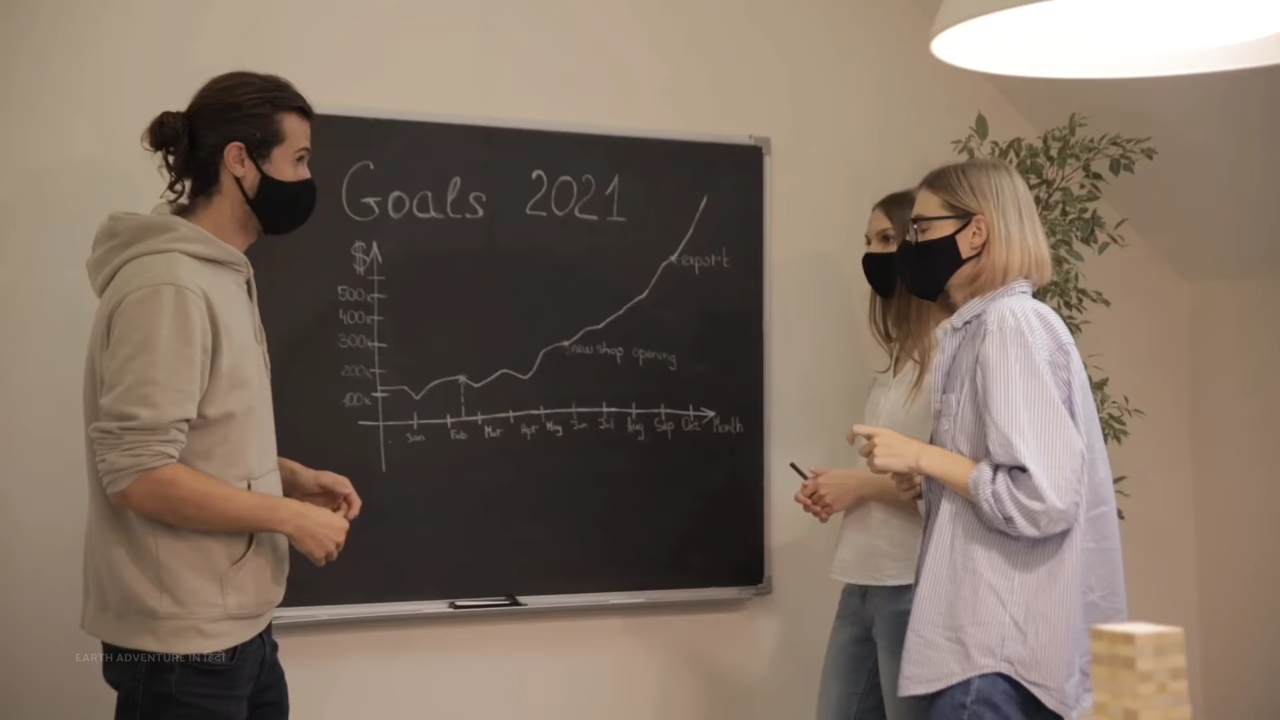 Goals 2021
$
500k
400k
300k
200k
100k
export
new shop opening
Jan Feb Mar Apr May Jun Jul Aug Sep Oct Month
EARTH ADVENTURE IN हिंदी